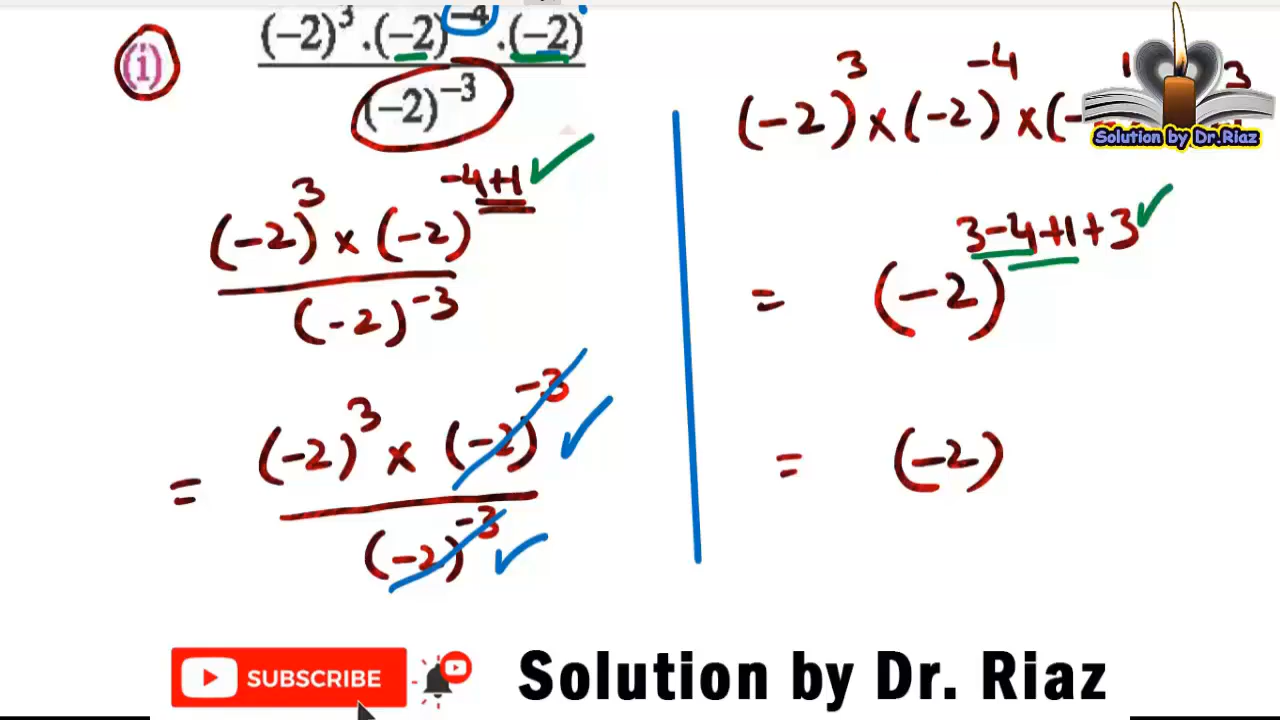 (i) (−2)³ . (−2)⁻⁴ . (−2)
(−2)⁻³
(-2)³ × (-2)⁻⁴⁺¹
(-2)⁻³
= (-2)³ × (-2)⁻³
(-2)⁻³
(-2)³ × (-2)⁻⁴ ×
Solution by Dr.Riaz
= (-2)³⁻⁴⁺¹⁺³
= (-2)
SUBSCRIBE
Solution by Dr. Riaz